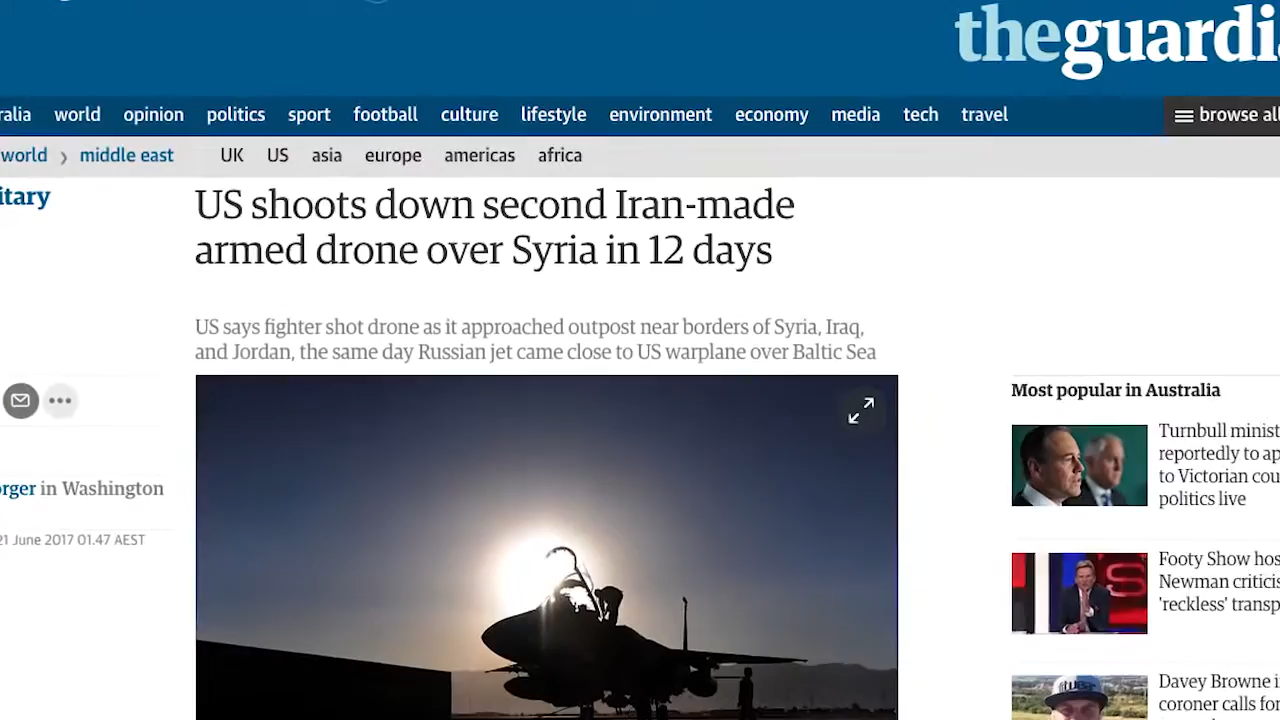 theguardi
ralia world opinion politics sport football culture lifestyle environment economy media tech travel browse all
world > middle east UK US asia europe americas africa
itary
US shoots down second Iran-made
armed drone over Syria in 12 days
US says fighter shot drone as it approached outpost near borders of Syria, Iraq,
and Jordan, the same day Russian jet came close to US warplane over Baltic Sea
orger in Washington
21 June 2017 01.47 AEST
Most popular in Australia
Turnbull minist
reportedly to ap
to Victorian cou
politics live
Footy Show hos
Newman criticis
'reckless' transp
Davey Browne i
coroner calls fo